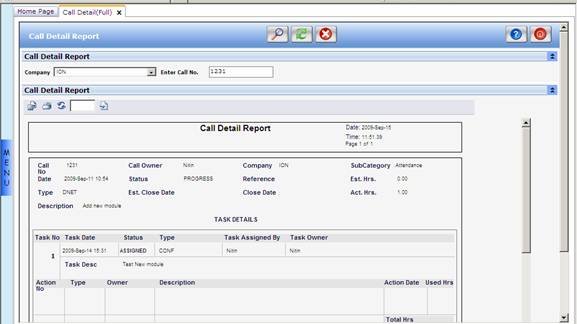 Home Page Call Detail(Full) x
Call Detail Report
Call Detail Report
Company ION Enter Call No. 1231
Call Detail Report
Call Detail Report
Date: 2009-Sep-15
Time: 11:51:39
Page 1 of 1
Call No 1231 Call Owner Nitin Company ION SubCategory Attendance
Date 2009-Sep-11 10:54 Status PROGRESS Reference Est. Hrs. 0.00
Type DNET Est. Close Date Close Date Act. Hrs. 1.00
Description Add new module
TASK DETAILS
Task No Task Date Status Type Task Assigned By Task Owner
1 2009-Sep-14 15:31 ASSIGNED CONF Nitin Nitin
Task Desc Test New module
Action No Type Owner Description Action Date Used Hrs
Total Hrs
MENU